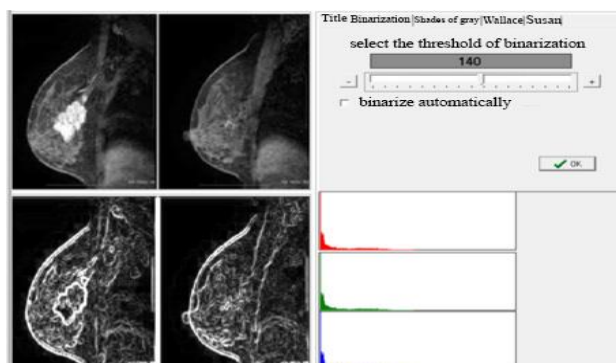 Title Binarization Shades of gray Wallace Susan
select the threshold of binarization
140
- +
binarize automatically
OK